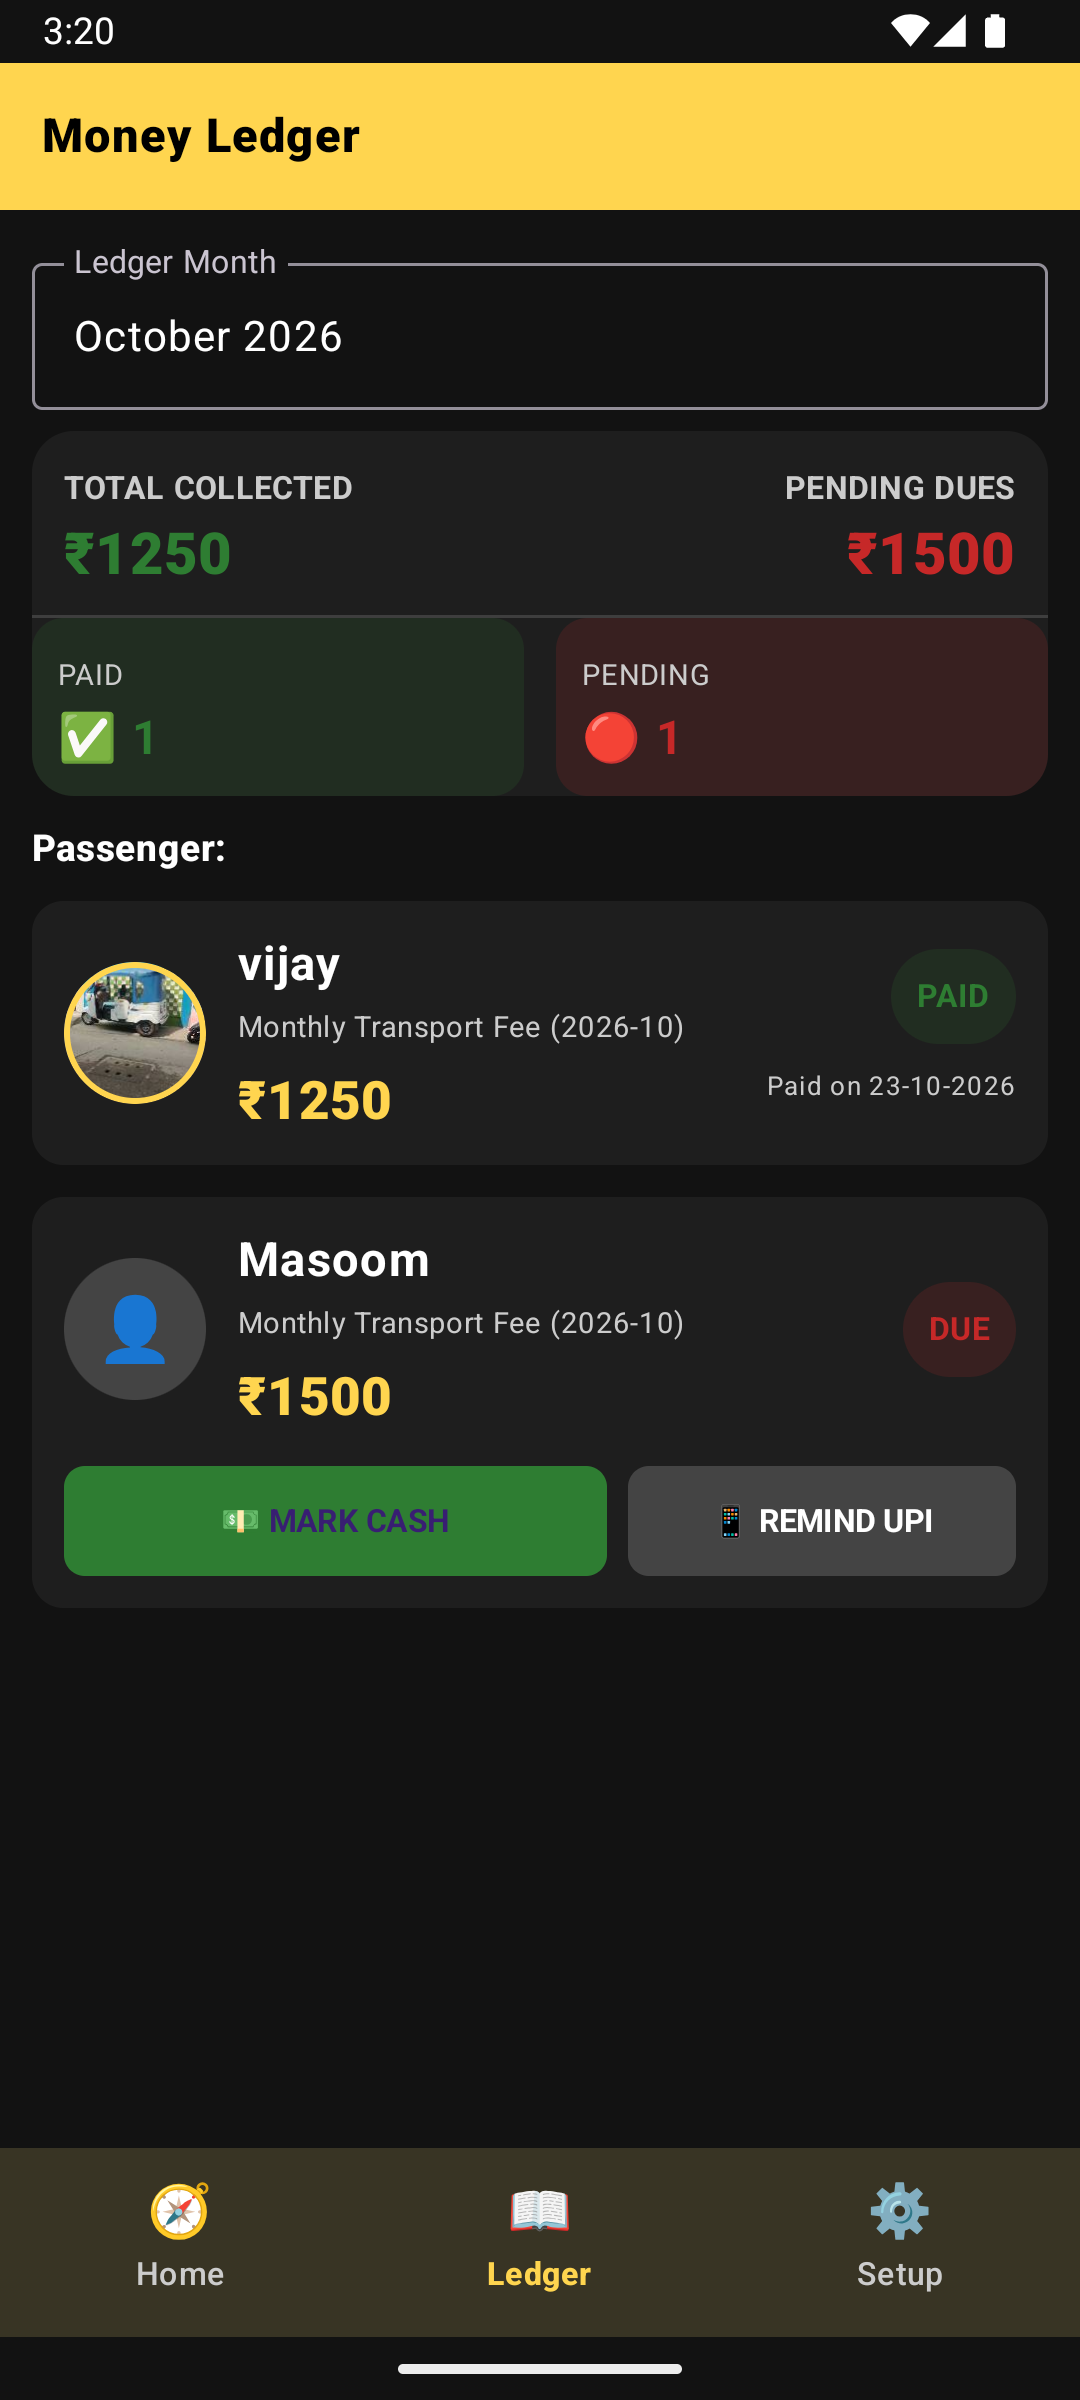 3:20
Money Ledger
Ledger Month
October 2026
TOTAL COLLECTED
PENDING DUES
₹1250
₹1500
PAID
PENDING
✅ 1
🔴 1
Passenger:
vijay
Monthly Transport Fee (2026-10)
₹1250
PAID
Paid on 23-10-2026
Masoom
Monthly Transport Fee (2026-10)
₹1500
DUE
💵 MARK CASH
📱 REMIND UPI
Home
Ledger
Setup